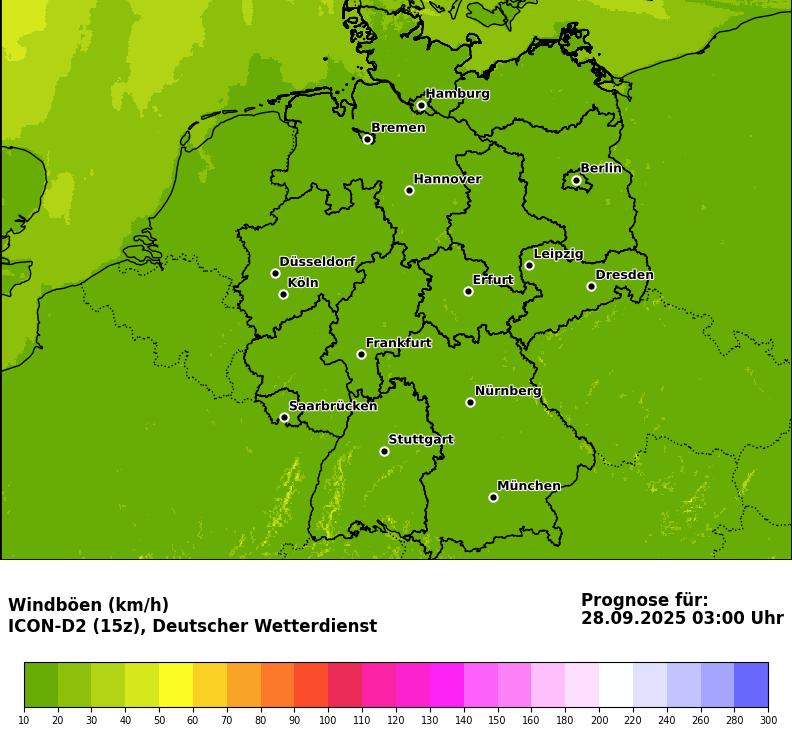 Hamburg
Bremen
Berlin
Hannover
Leipzig
Düsseldorf
Dresden
Köln
Erfurt
Frankfurt
Nürnberg
Saarbrücken
Stuttgart
München
Windböen (km/h)
ICON-D2 (15z), Deutscher Wetterdienst
Prognose für:
28.09.2025 03:00 Uhr
10 20 30 40 50 60 70 80 90 100 110 120 130 140 150 160 180 200 220 240 260 280 300